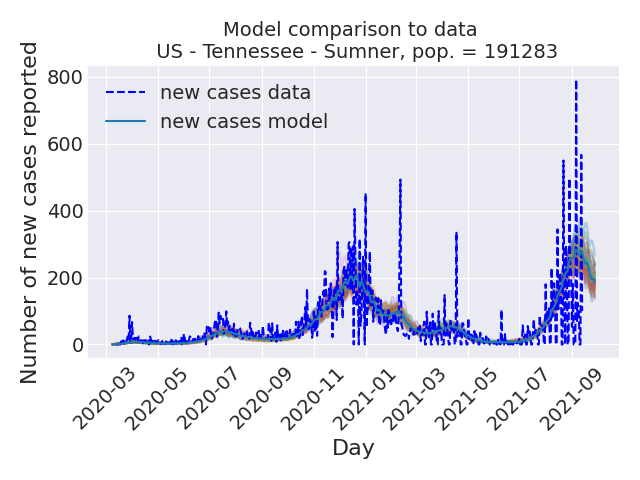 Model comparison to data
US - Tennessee - Sumner, pop. = 191283
Number of new cases reported
800
600
400
200
0
new cases data
new cases model
2020-03
2020-05
2020-07
2020-09
2020-11
2021-01
2021-03
2021-05
2021-07
2021-09
Day